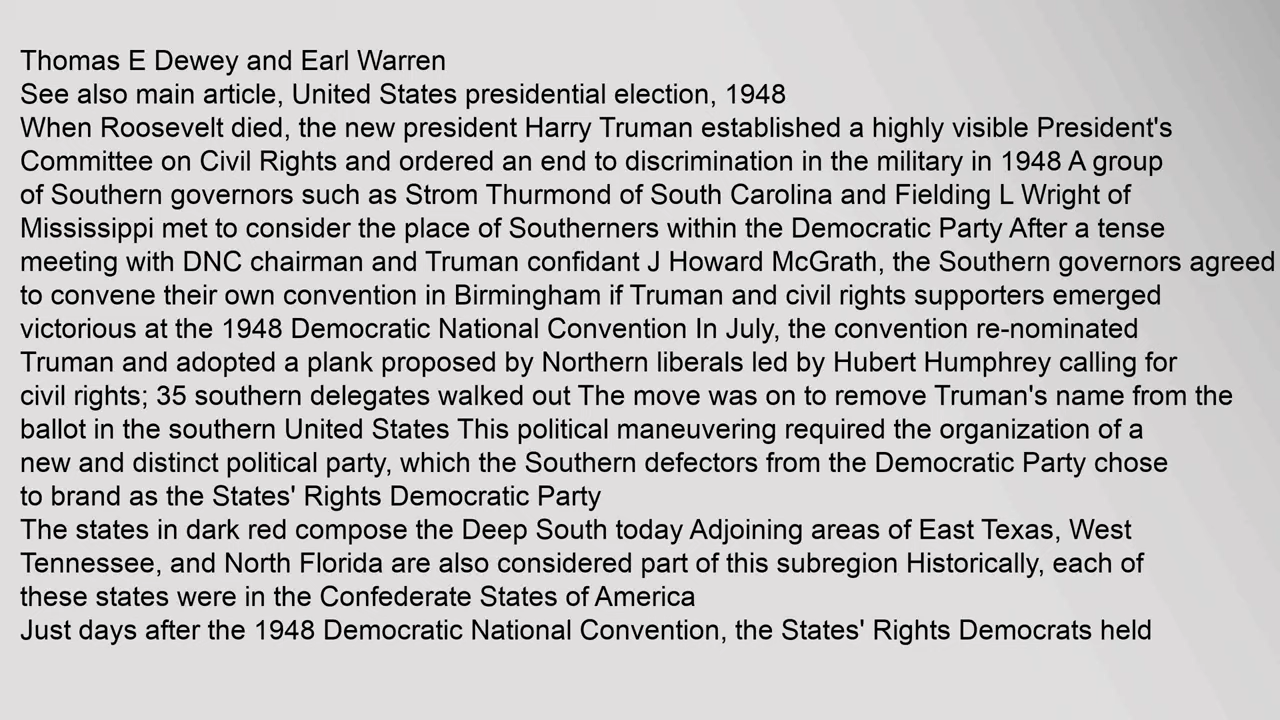 Thomas E Dewey and Earl Warren
See also main article, United States presidential election, 1948
When Roosevelt died, the new president Harry Truman established a highly visible President's
Committee on Civil Rights and ordered an end to discrimination in the military in 1948 A group
of Southern governors such as Strom Thurmond of South Carolina and Fielding L Wright of
Mississippi met to consider the place of Southerners within the Democratic Party After a tense
meeting with DNC chairman and Truman confidant J Howard McGrath, the Southern governors agreed
to convene their own convention in Birmingham if Truman and civil rights supporters emerged
victorious at the 1948 Democratic National Convention In July, the convention re-nominated
Truman and adopted a plank proposed by Northern liberals led by Hubert Humphrey calling for
civil rights; 35 southern delegates walked out The move was on to remove Truman's name from the
ballot in the southern United States This political maneuvering required the organization of a
new and distinct political party, which the Southern defectors from the Democratic Party chose
to brand as the States' Rights Democratic Party
The states in dark red compose the Deep South today Adjoining areas of East Texas, West
Tennessee, and North Florida are also considered part of this subregion Historically, each of
these states were in the Confederate States of America
Just days after the 1948 Democratic National Convention, the States' Rights Democrats held